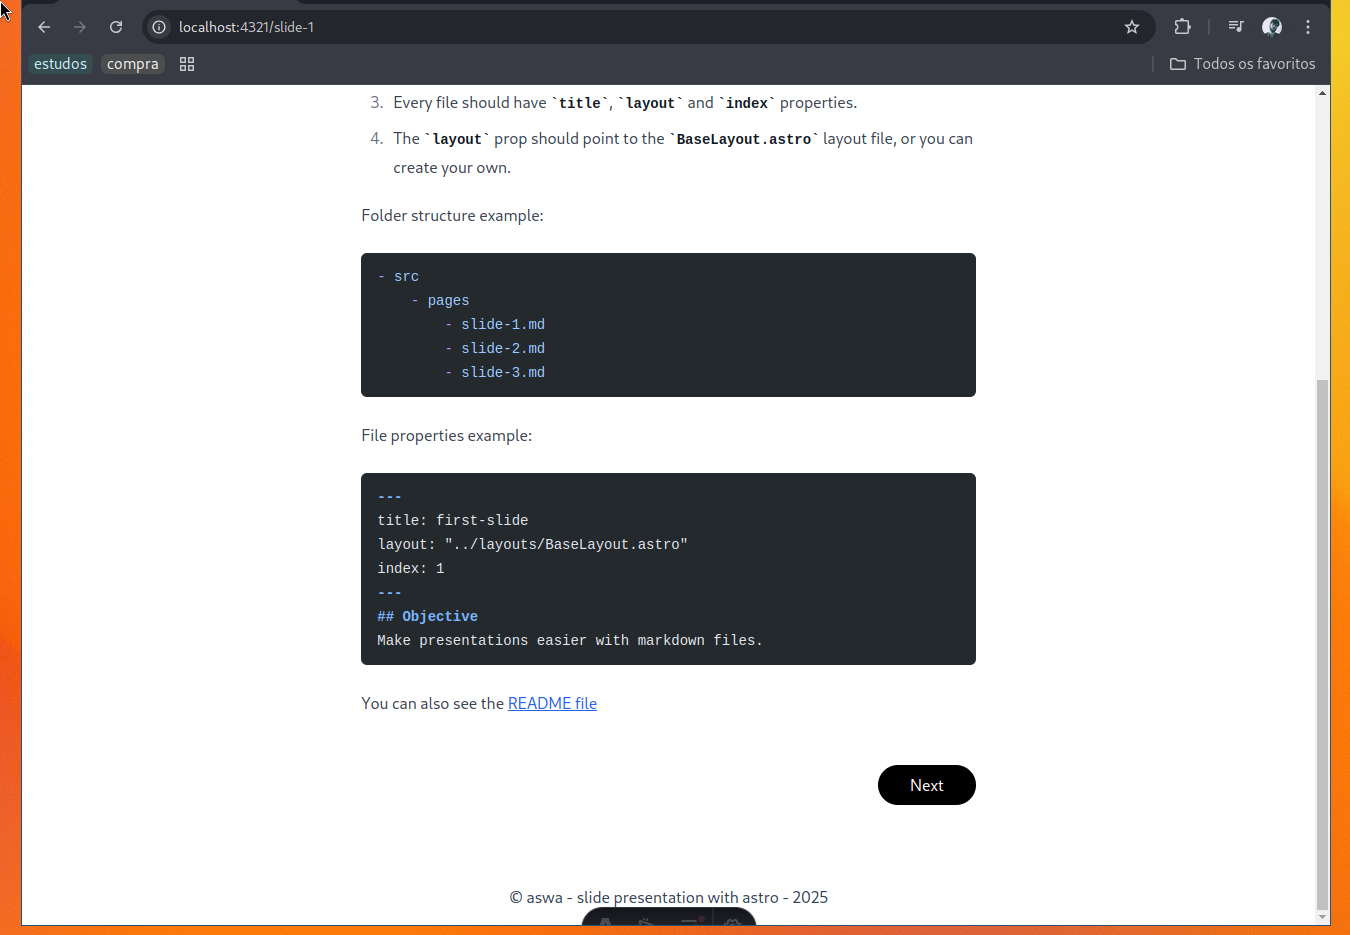 localhost:4321/slide-1
estudos compra Todos os favoritos
3. Every file should have `title`, `layout` and `index` properties.
4. The `layout` prop should point to the `BaseLayout.astro` layout file, or you can
create your own.
Folder structure example:
- src
- pages
- slide-1.md
- slide-2.md
- slide-3.md
File properties example:
---
title: first-slide
layout: "../layouts/BaseLayout.astro"
index: 1
---
## Objective
Make presentations easier with markdown files.
You can also see the README file
Next
© aswa - slide presentation with astro - 2025